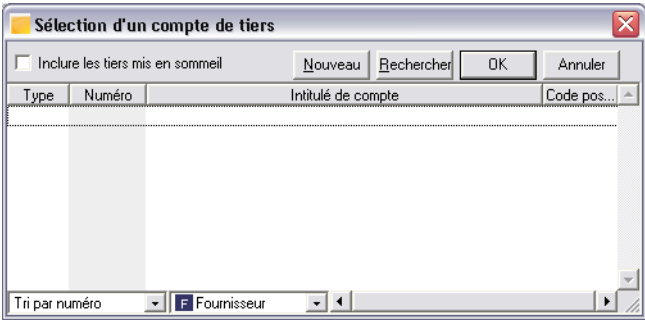 Sélection d'un compte de tiers
Inclure les tiers mis en sommeil Nouveau Rechercher OK Annuler
Type Numéro Intitulé de compte Code pos...
Tri par numéro F Fournisseur